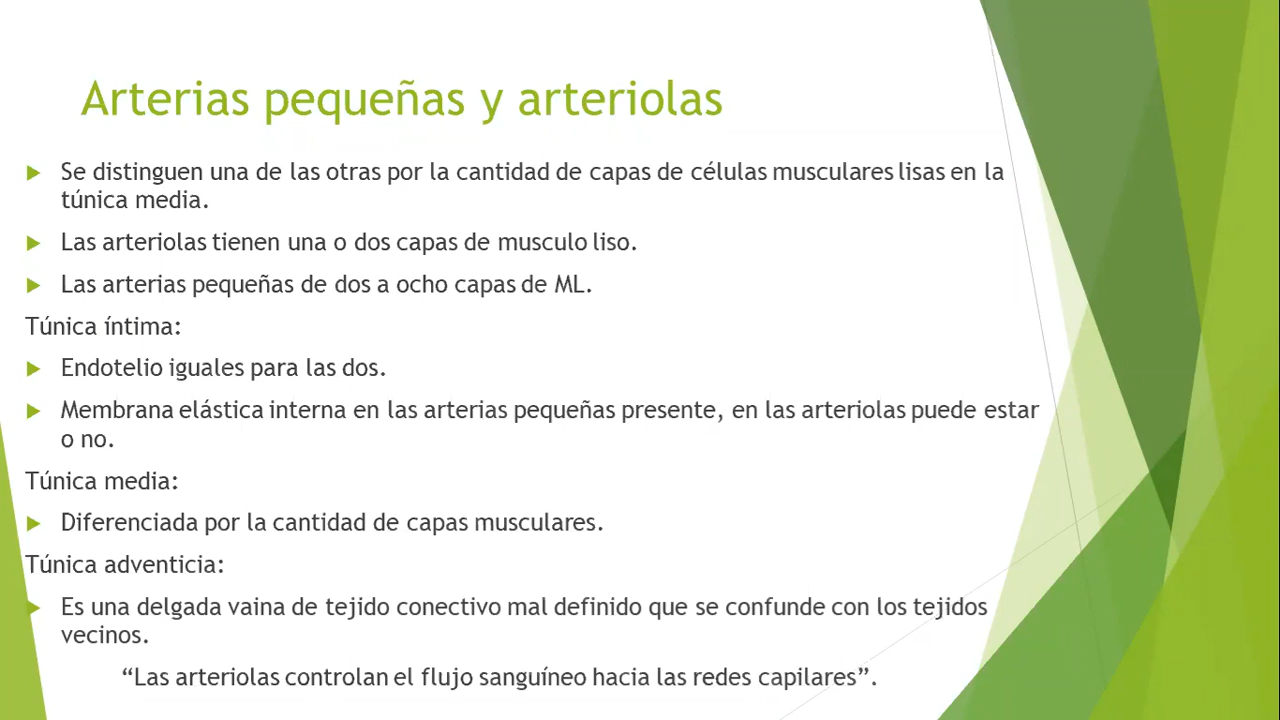 Arterias pequeñas y arteriolas
Se distinguen una de las otras por la cantidad de capas de células musculares lisas en la
túnica media.
Las arteriolas tienen una o dos capas de musculo liso.
Las arterias pequeñas de dos a ocho capas de ML.
Túnica íntima:
Endotelio iguales para las dos.
Membrana elástica interna en las arterias pequeñas presente, en las arteriolas puede estar
o no.
Túnica media:
Diferenciada por la cantidad de capas musculares.
Túnica adventicia:
Es una delgada vaina de tejido conectivo mal definido que se confunde con los tejidos
vecinos.
“Las arteriolas controlan el flujo sanguíneo hacia las redes capilares”.